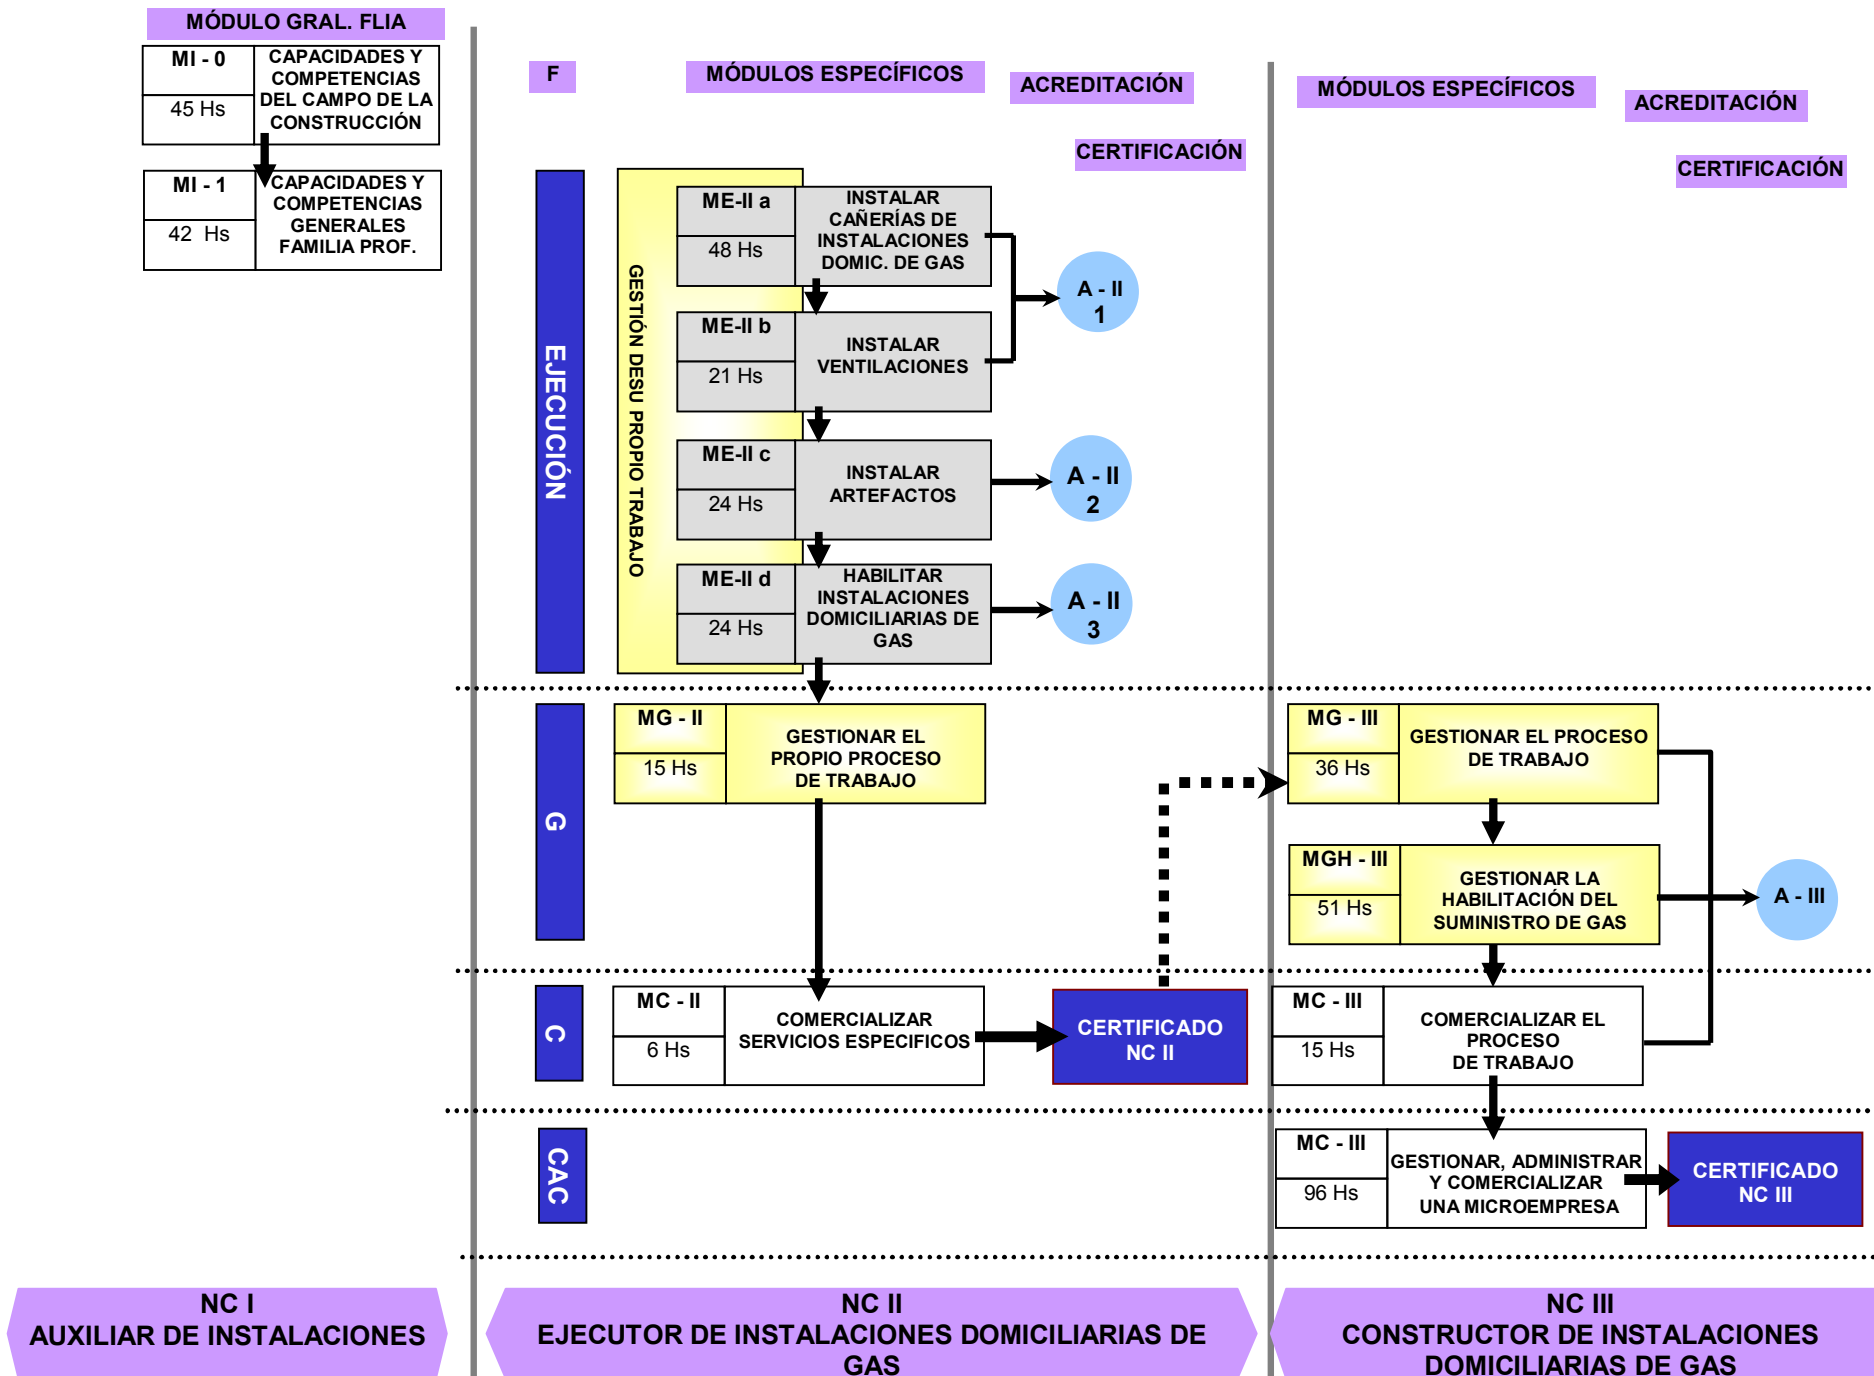 MÓDULO GRAL. FLIA
MI - 0
45 Hs
CAPACIDADES Y
COMPETENCIAS
DEL CAMPO DE LA
CONSTRUCCIÓN
MI - 1
42 Hs
CAPACIDADES Y
COMPETENCIAS
GENERALES
FAMILIA PROF.
F
MÓDULOS ESPECÍFICOS
ACREDITACIÓN
CERTIFICACIÓN
EJECUCIÓN
GESTIÓN DESU PROPIO TRABAJO
ME-II a
48 Hs
INSTALAR
CAÑERÍAS DE
INSTALACIONES
DOMIC. DE GAS
ME-II b
21 Hs
INSTALAR
VENTILACIONES
A - II
1
ME-II c
24 Hs
INSTALAR
ARTEFACTOS
A - II
2
ME-II d
24 Hs
HABILITAR
INSTALACIONES
DOMICILIARIAS DE
GAS
A - II
3
G
MG - II
15 Hs
GESTIONAR EL
PROPIO PROCESO
DE TRABAJO
C
MC - II
6 Hs
COMERCIALIZAR
SERVICIOS ESPECIFICOS
CERTIFICADO
NC II
CAC
MÓDULOS ESPECÍFICOS
ACREDITACIÓN
CERTIFICACIÓN
MG - III
36 Hs
GESTIONAR EL PROCESO
DE TRABAJO
MGH - III
51 Hs
GESTIONAR LA
HABILITACIÓN DEL
SUMINISTRO DE GAS
A - III
MC - III
15 Hs
COMERCIALIZAR EL
PROCESO
DE TRABAJO
MC - III
96 Hs
GESTIONAR, ADMINISTRAR
Y COMERCIALIZAR
UNA MICROEMPRESA
CERTIFICADO
NC III
NC I
AUXILIAR DE INSTALACIONES
NC II
EJECUTOR DE INSTALACIONES DOMICILIARIAS DE
GAS
NC III
CONSTRUCTOR DE INSTALACIONES
DOMICILIARIAS DE GAS